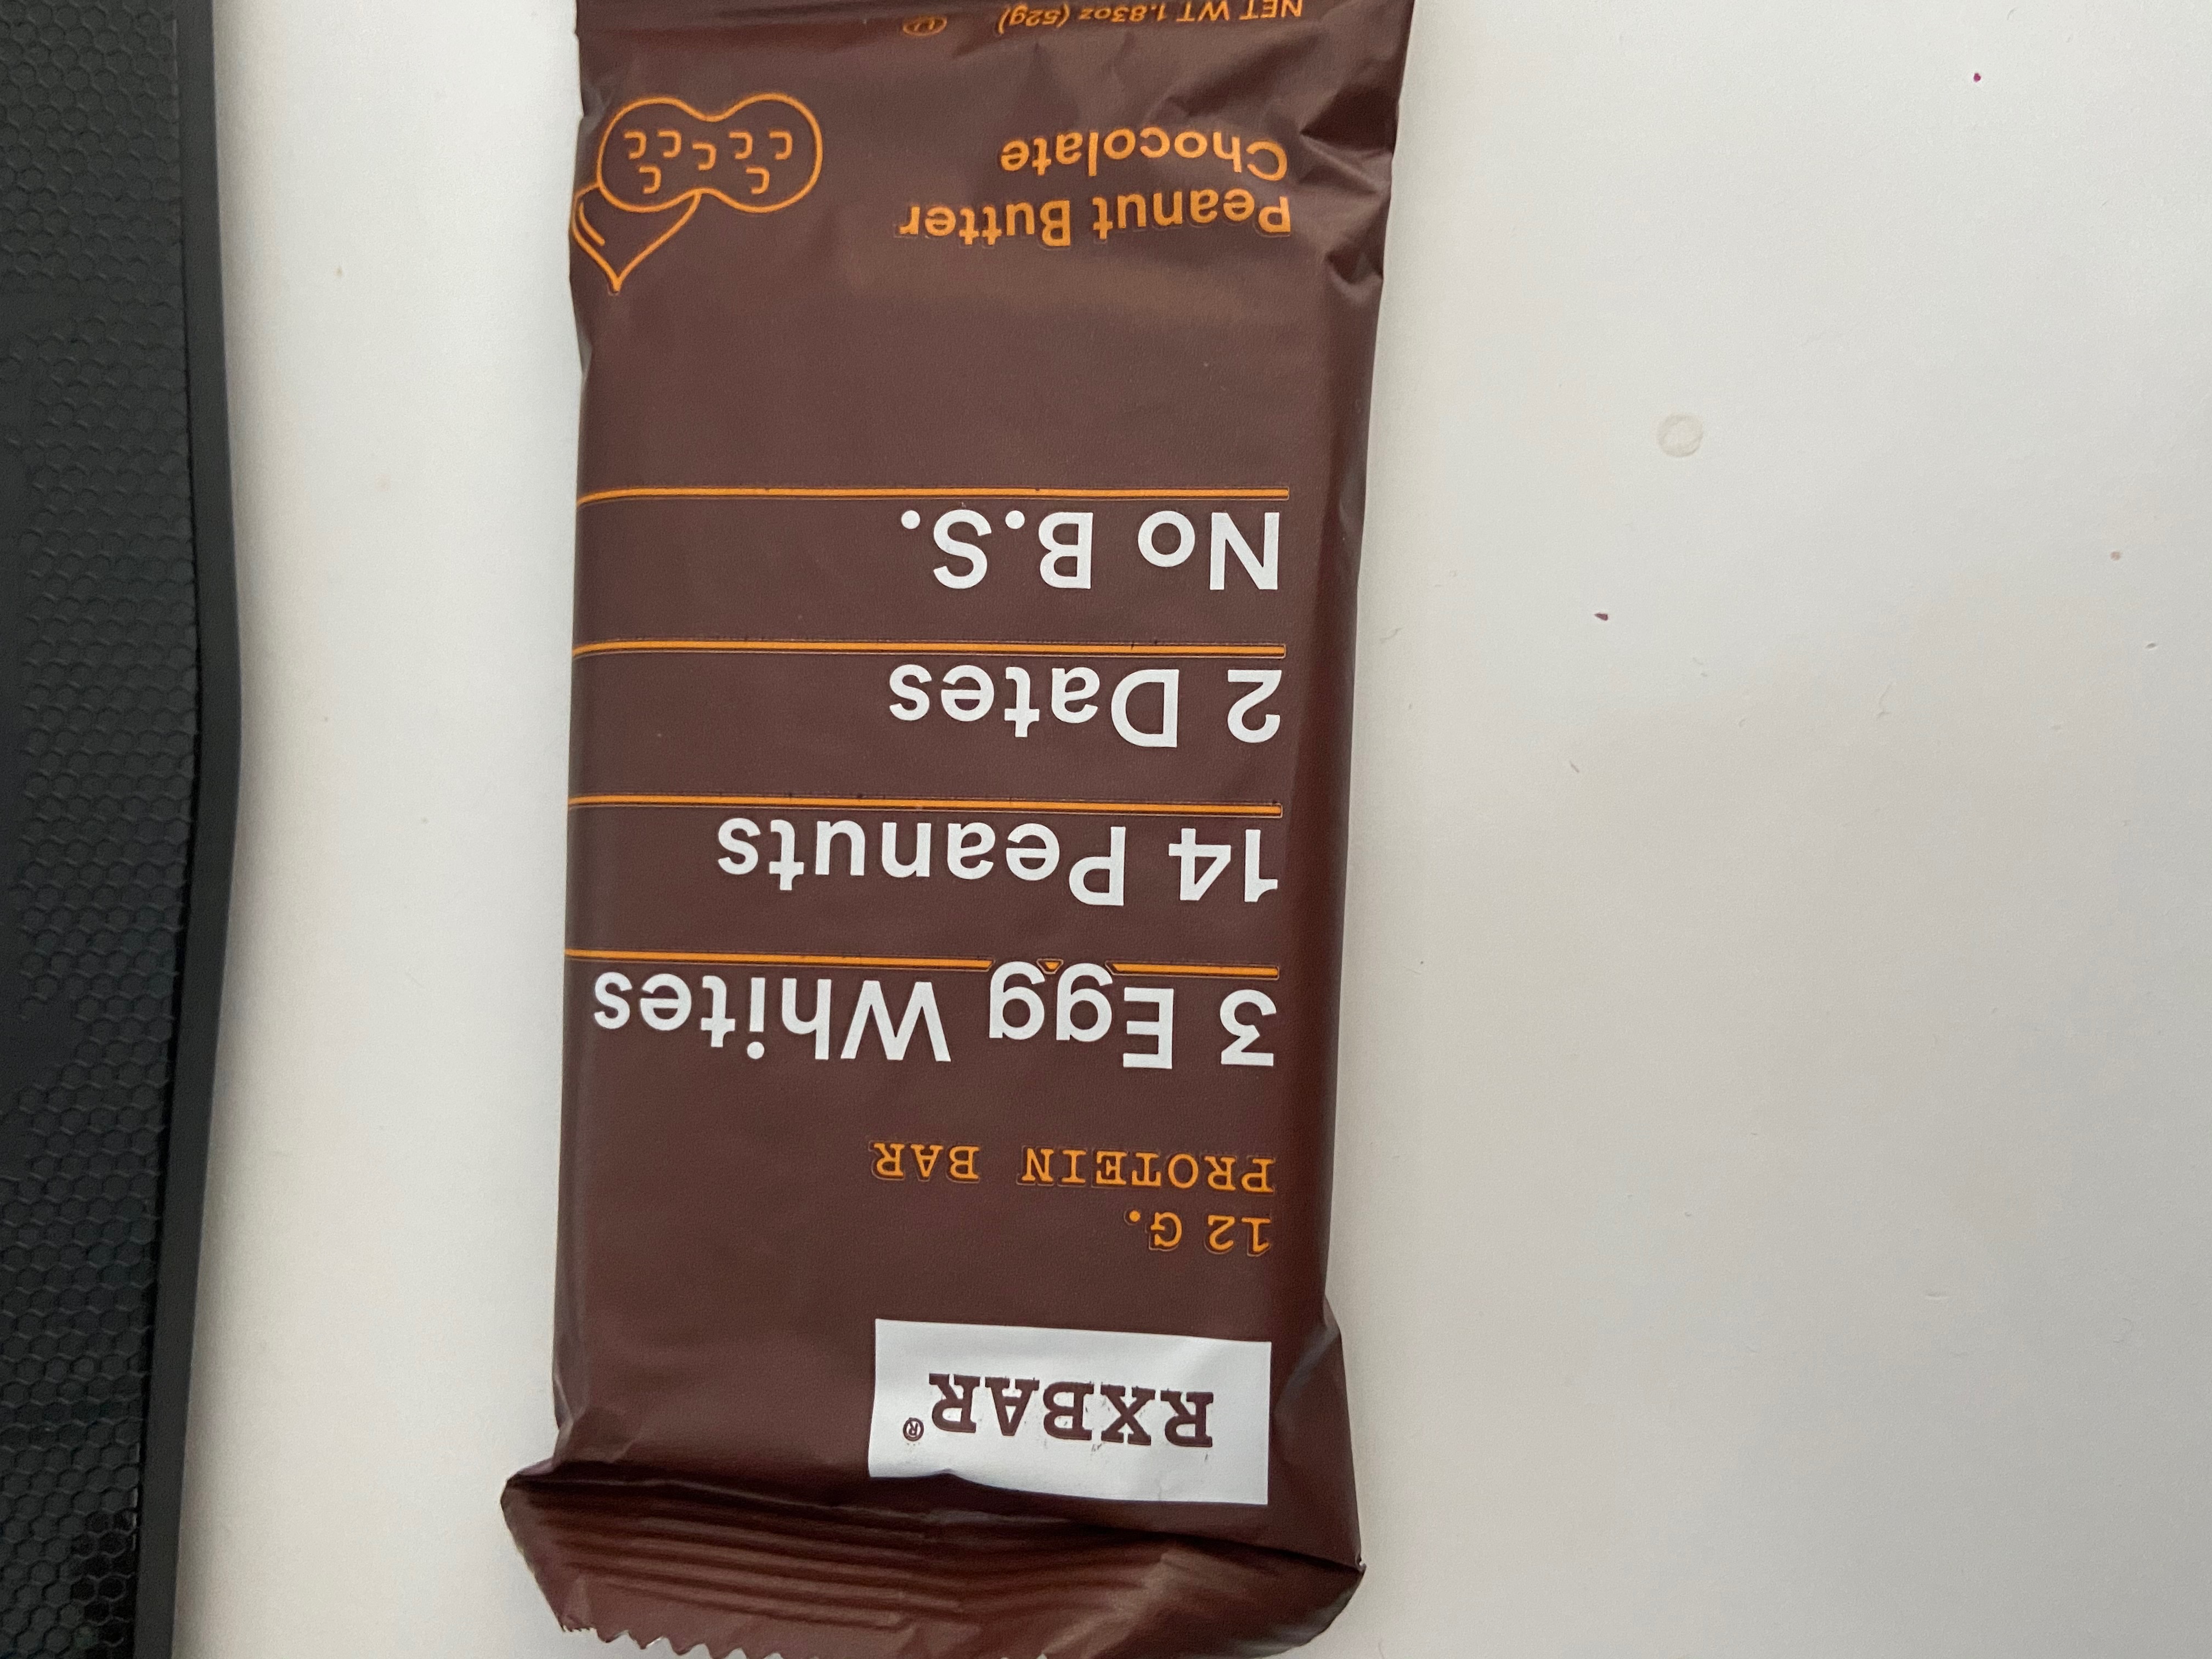 RXBAR®
12 G.
PROTEIN BAR
3 Egg Whites
14 Peanuts
2 Dates
No B.S.
Peanut Butter
Chocolate
NET WT 1.83oz (52g)